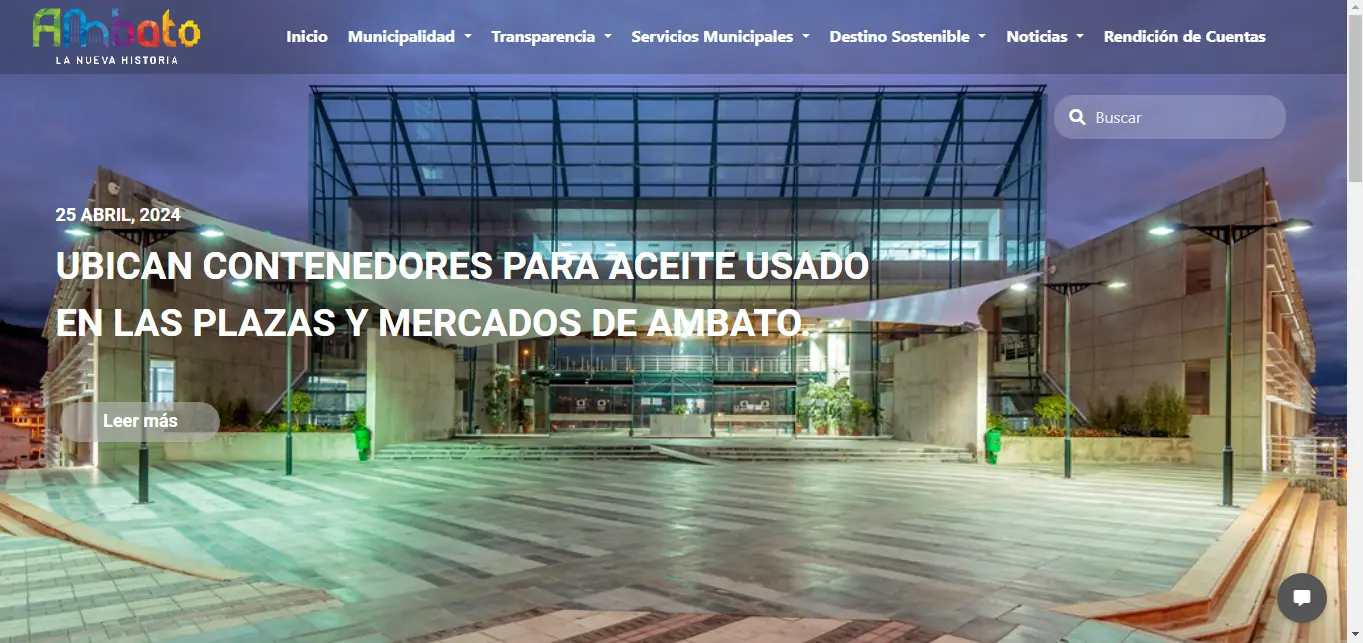 Ambato
LA NUEVA HISTORIA
Inicio Municipalidad Transparencia Servicios Municipales Destino Sostenible Noticias Rendición de Cuentas
Buscar
25 ABRIL, 2024
UBICAN CONTENEDORES PARA ACEITE USADO
EN LAS PLAZAS Y MERCADOS DE AMBATO..
Leer más